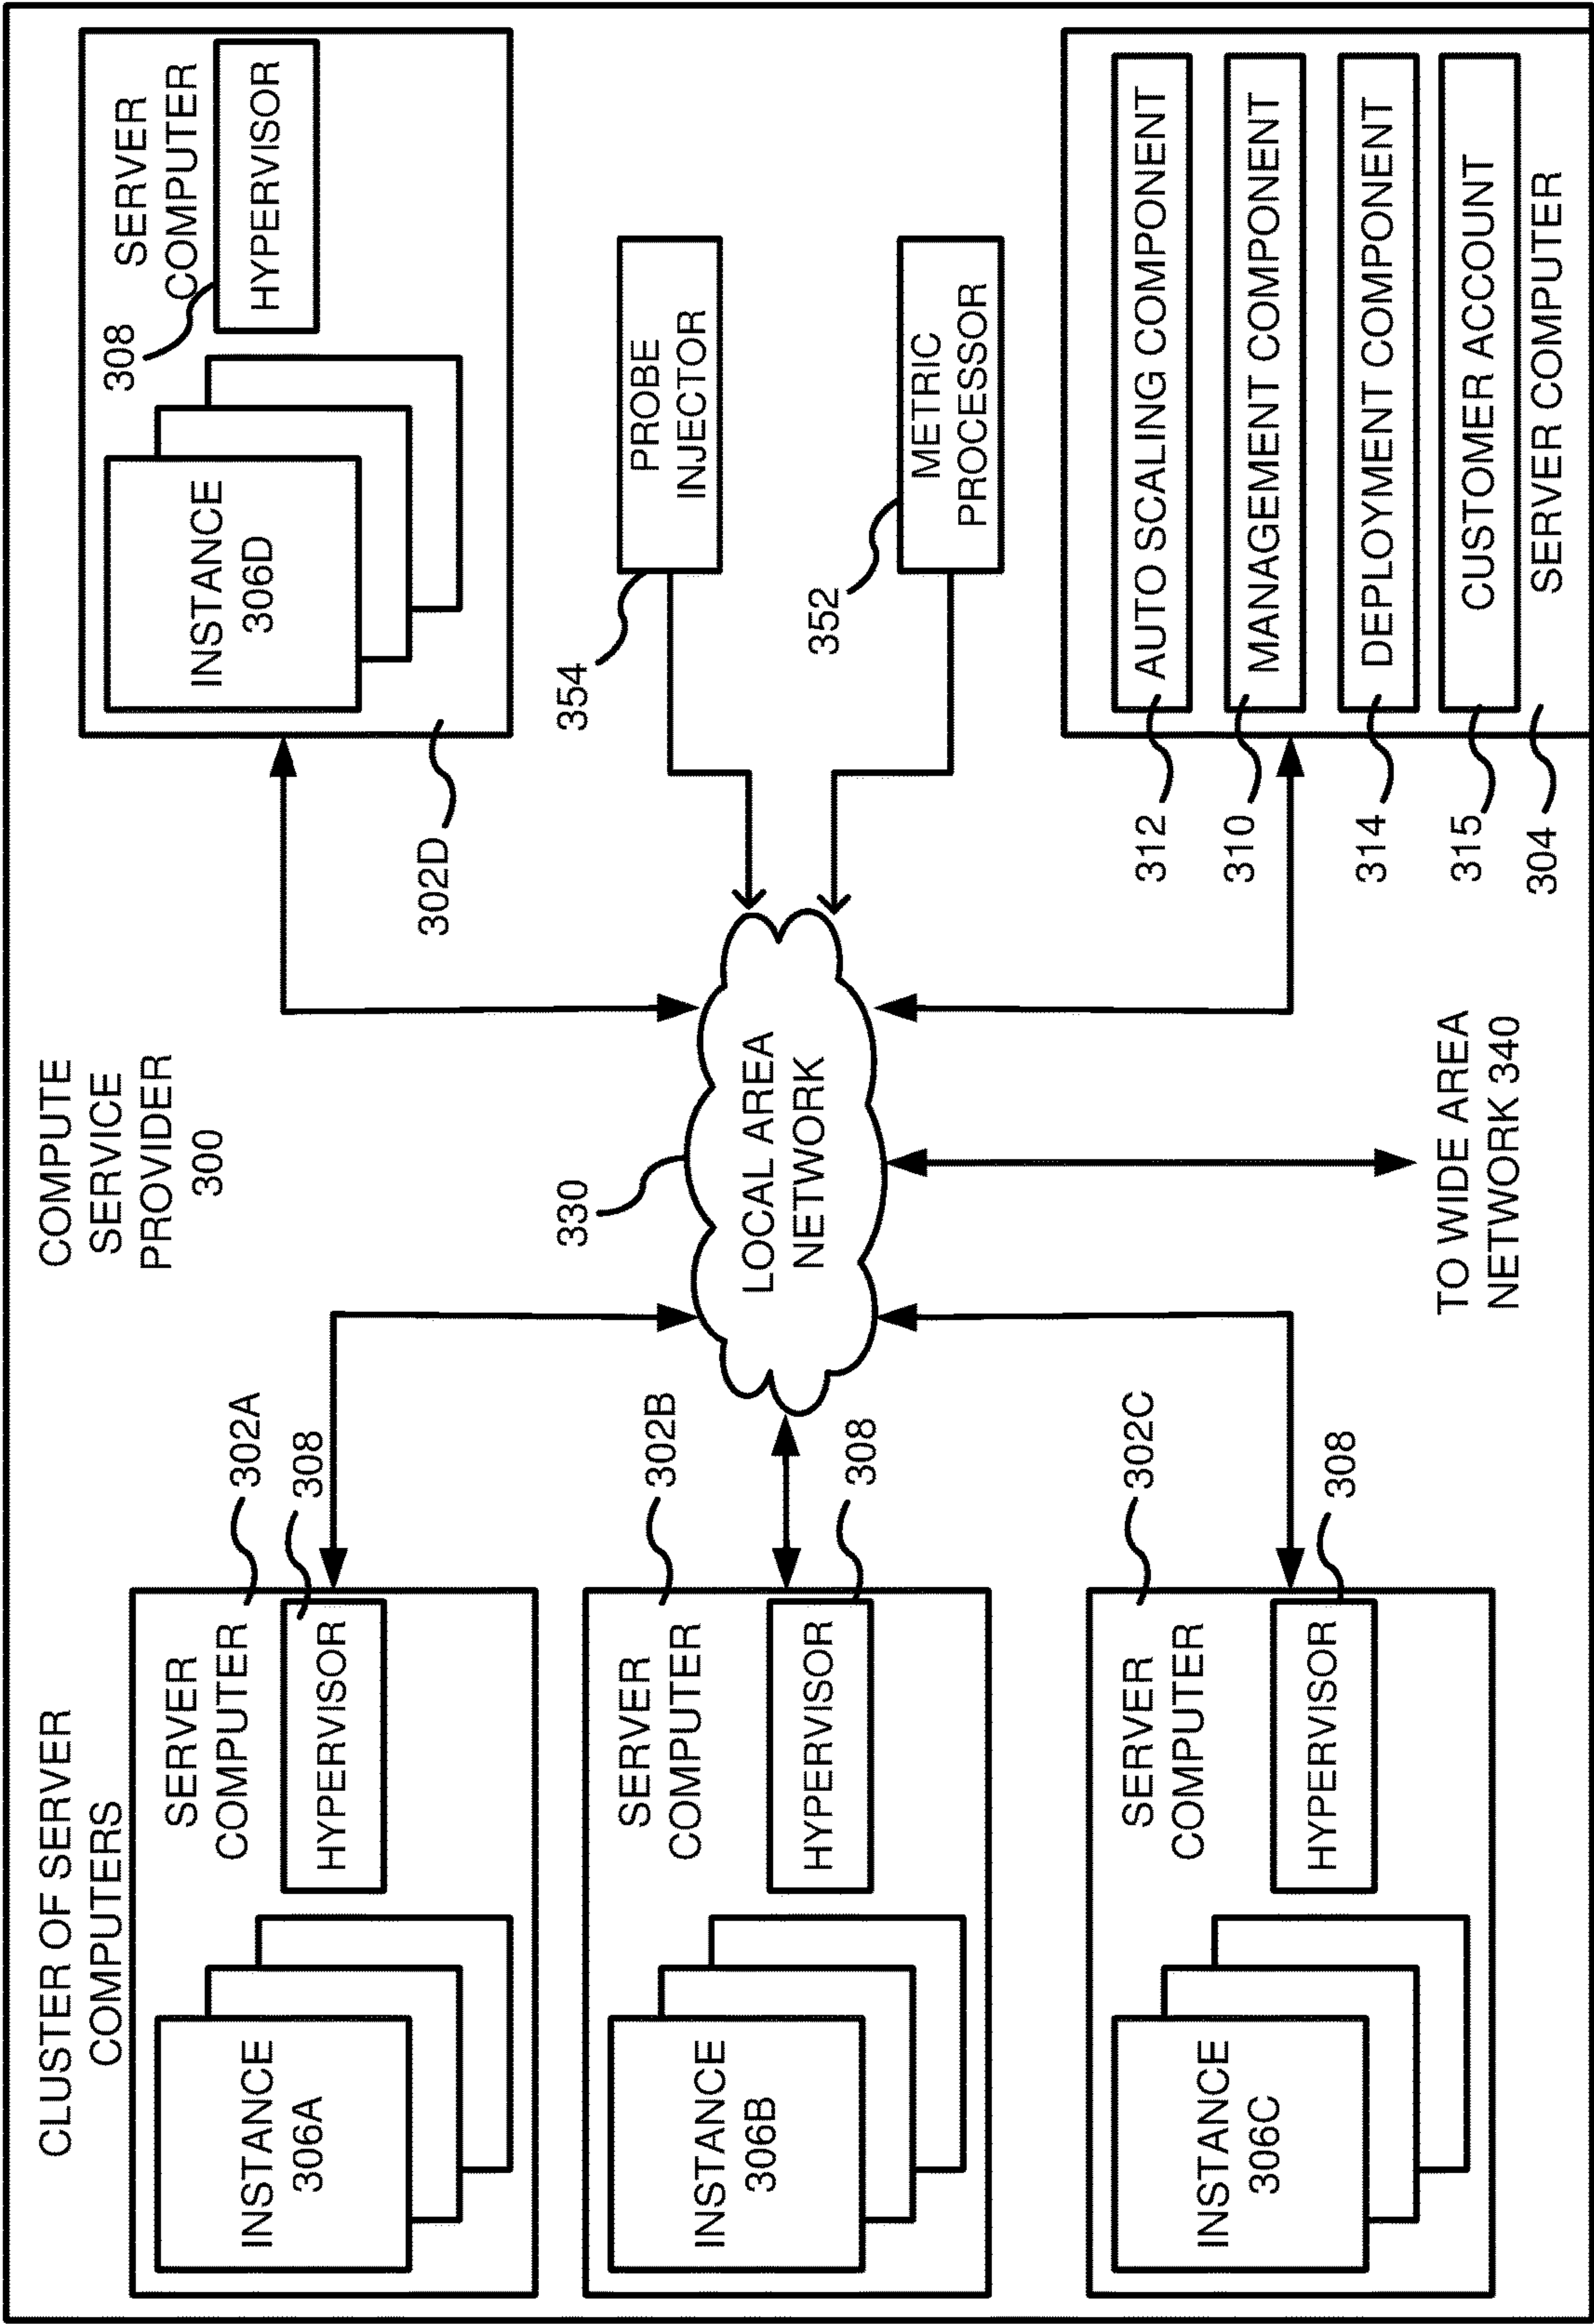 CLUSTER OF SERVER
COMPUTERS
COMPUTE
SERVICE
PROVIDER
300
SERVER
COMPUTER
302A
308
HYPERVISOR
INSTANCE
306A
SERVER
COMPUTER
302B
308
HYPERVISOR
INSTANCE
306B
SERVER
COMPUTER
302C
308
HYPERVISOR
INSTANCE
306C
330
LOCAL AREA
NETWORK
TO WIDE AREA
NETWORK 340
308
SERVER
COMPUTER
HYPERVISOR
INSTANCE
306D
302D
354
PROBE
INJECTOR
352
METRIC
PROCESSOR
312
AUTO SCALING COMPONENT
310
MANAGEMENT COMPONENT
314
DEPLOYMENT COMPONENT
315
CUSTOMER ACCOUNT
304
SERVER COMPUTER